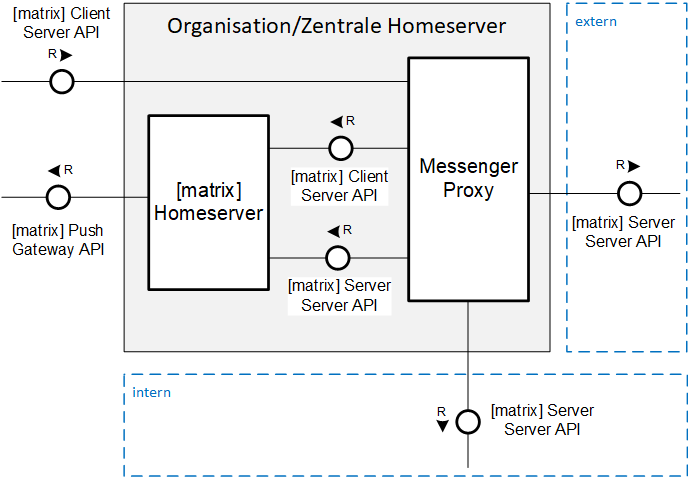 [matrix] Client
Server API
R
Organisation/Zentrale Homeserver
extern
R
[matrix] Push
Gateway API
[matrix]
Homeserver
R
[matrix] Client
Server API
R
[matrix] Server
Server API
Messenger
Proxy
R
[matrix] Server
Server API
intern
R
[matrix] Server
Server API